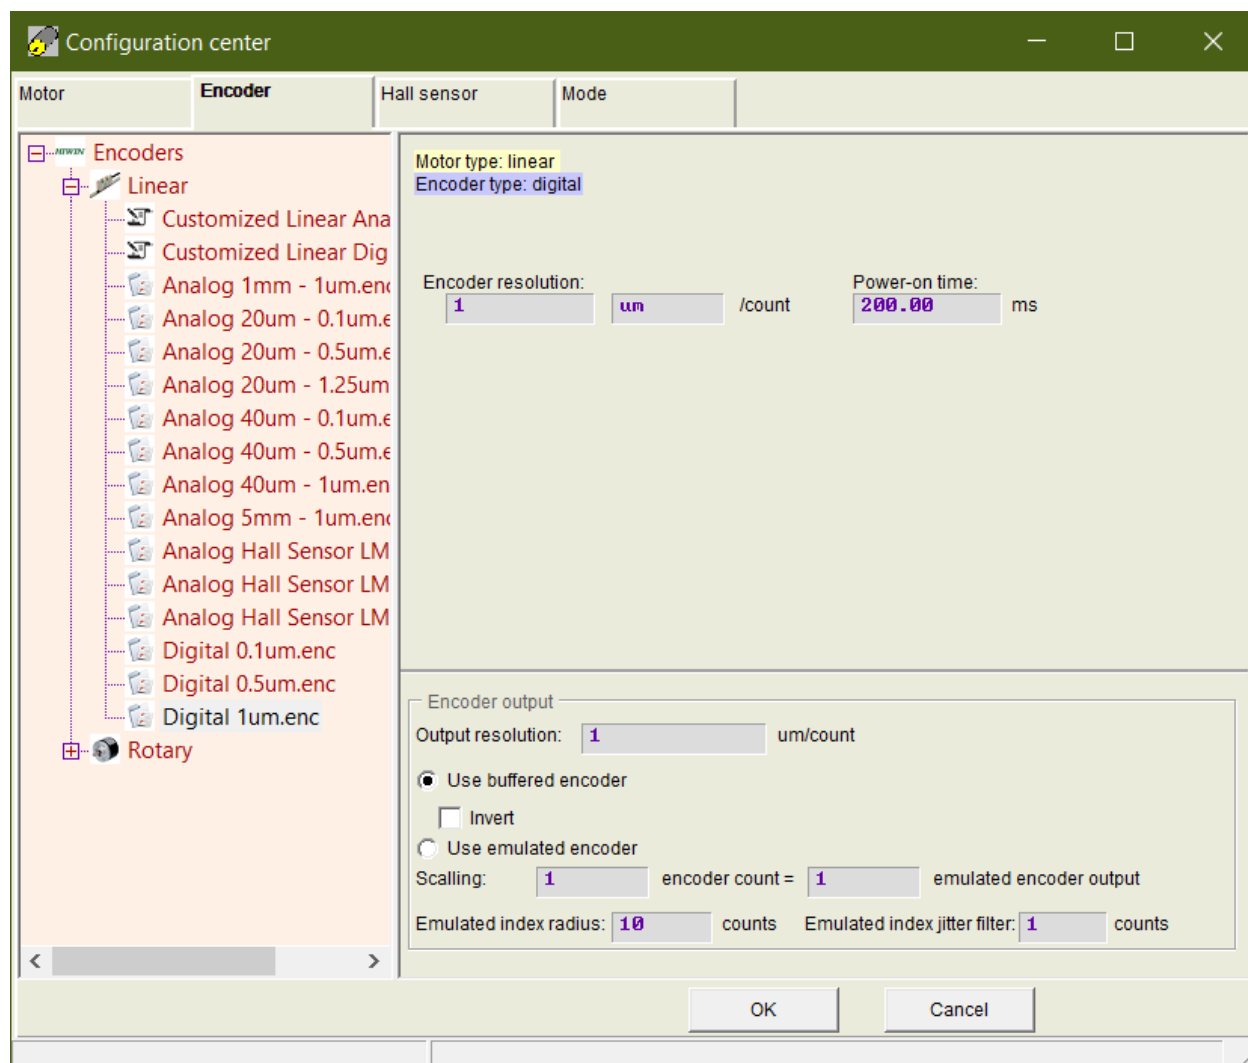 Configuration center
Motor Encoder Hall sensor Mode
HIWIN Encoders
Linear
Customized Linear Ana
Customized Linear Dig
Analog 1mm - 1um.enc
Analog 20um - 0.1um.e
Analog 20um - 0.5um.e
Analog 20um - 1.25um
Analog 40um - 0.1um.e
Analog 40um - 0.5um.e
Analog 40um - 1um.en
Analog 5mm - 1um.enc
Analog Hall Sensor LM
Analog Hall Sensor LM
Analog Hall Sensor LM
Digital 0.1um.enc
Digital 0.5um.enc
Digital 1um.enc
Rotary
Motor type: linear
Encoder type: digital
Encoder resolution: Power-on time:
1 um /count 200.00 ms
Encoder output
Output resolution: 1 um/count
Use buffered encoder
Invert
Use emulated encoder
Scalling: 1 encoder count = 1 emulated encoder output
Emulated index radius: 10 counts Emulated index jitter filter: 1 counts
OK Cancel